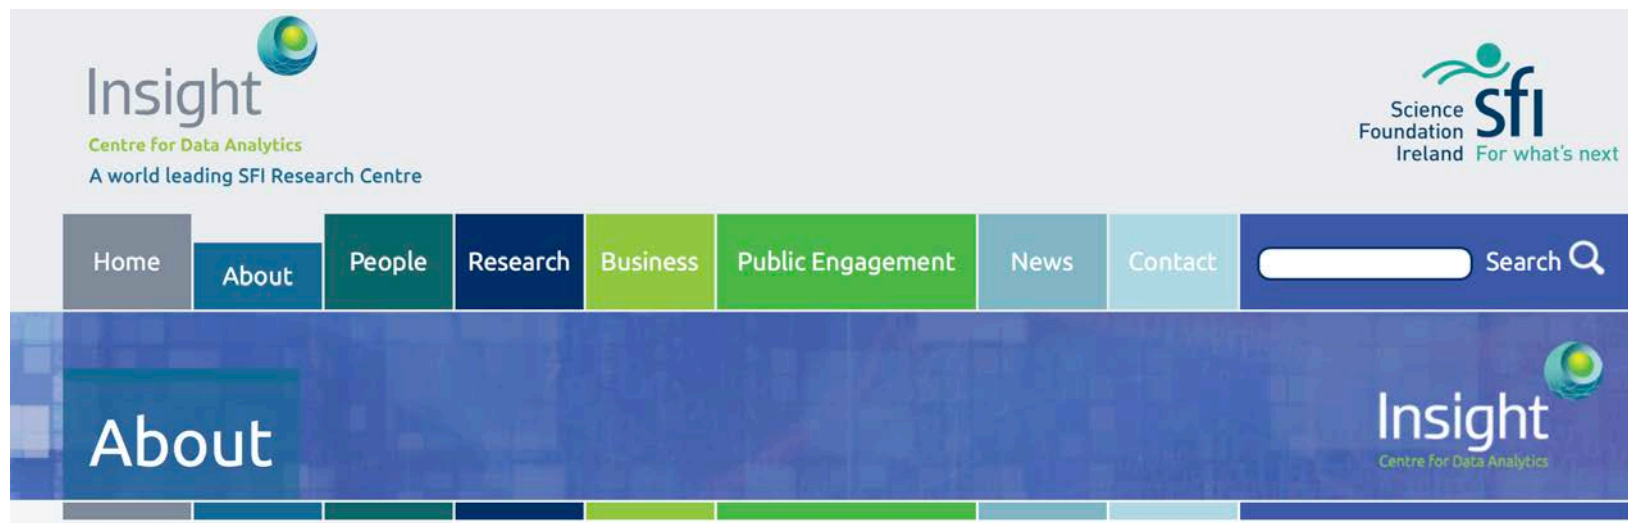 Insight
Centre for Data Analytics
A world leading SFI Research Centre
Science
Foundation
Ireland
sfi
For what's next
Home
About
People
Research
Business
Public Engagement
News
Contact
Search
About
Insight
Centre for Data Analytics